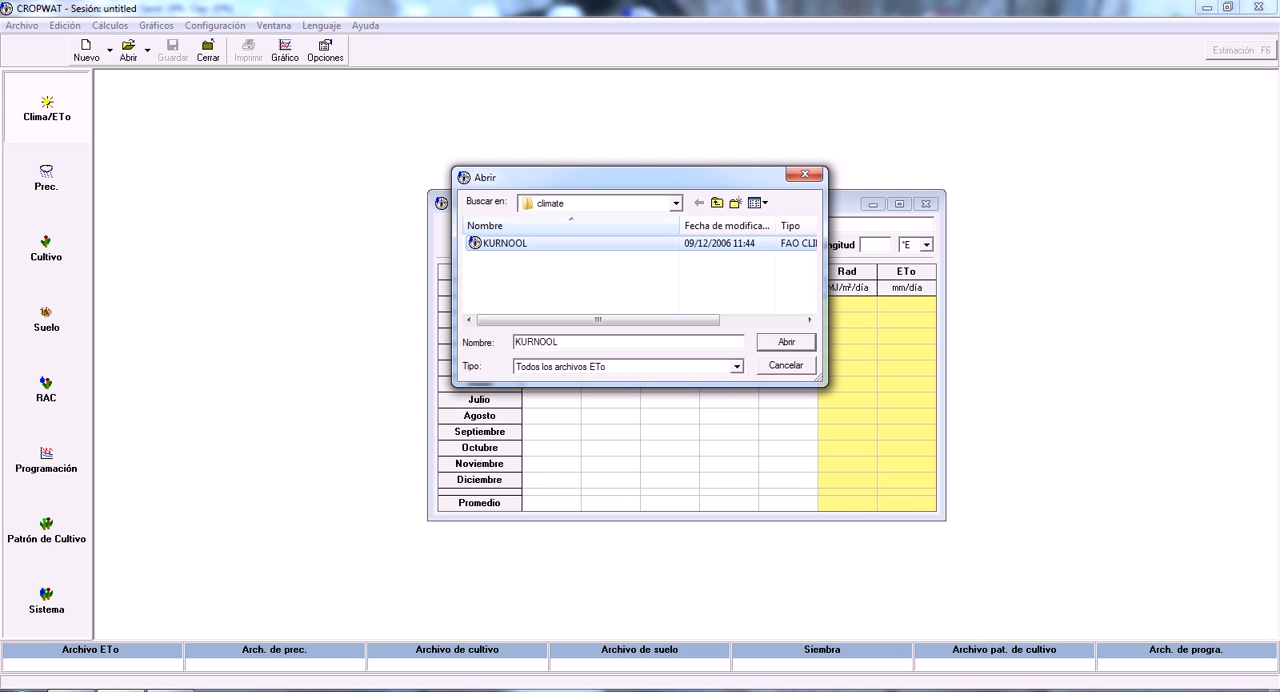 CROPWAT - Sesión: untitled
Archivo Edición Cálculos Gráficos Configuración Ventana Lenguaje Ayuda
Nuevo Abrir Guardar Cerrar Imprimir Gráfico Opciones
Estimación F6
Clima/ETo
Prec.
Cultivo
Suelo
RAC
Programación
Patrón de Cultivo
Sistema
Abrir
Buscar en: climate
Nombre Fecha de modifica... Tipo
KURNOOL 09/12/2006 11:44 FAO CLI
Nombre: KURNOOL Abrir
Tipo: Todos los archivos ETo Cancelar
ngitud °E
Rad ETo
MJ/m²/día mm/día
Julio
Agosto
Septiembre
Octubre
Noviembre
Diciembre
Promedio
Archivo ETo Arch. de prec. Archivo de cultivo Archivo de suelo Siembra Archivo pat. de cultivo Arch. de progra.